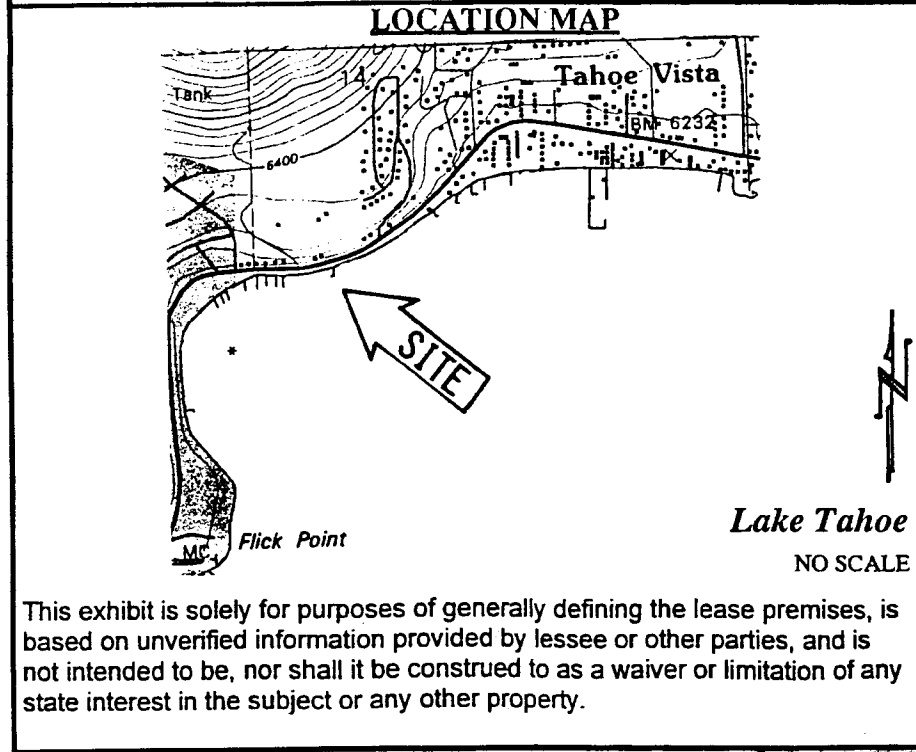 LOCATION MAP
14
Tahoe Vista
Tank
BM 6232
6400
SITE
Lake Tahoe
NO SCALE
Flick Point
MC
This exhibit is solely for purposes of generally defining the lease premises, is
based on unverified information provided by lessee or other parties, and is
not intended to be, nor shall it be construed to as a waiver or limitation of any
state interest in the subject or any other property.